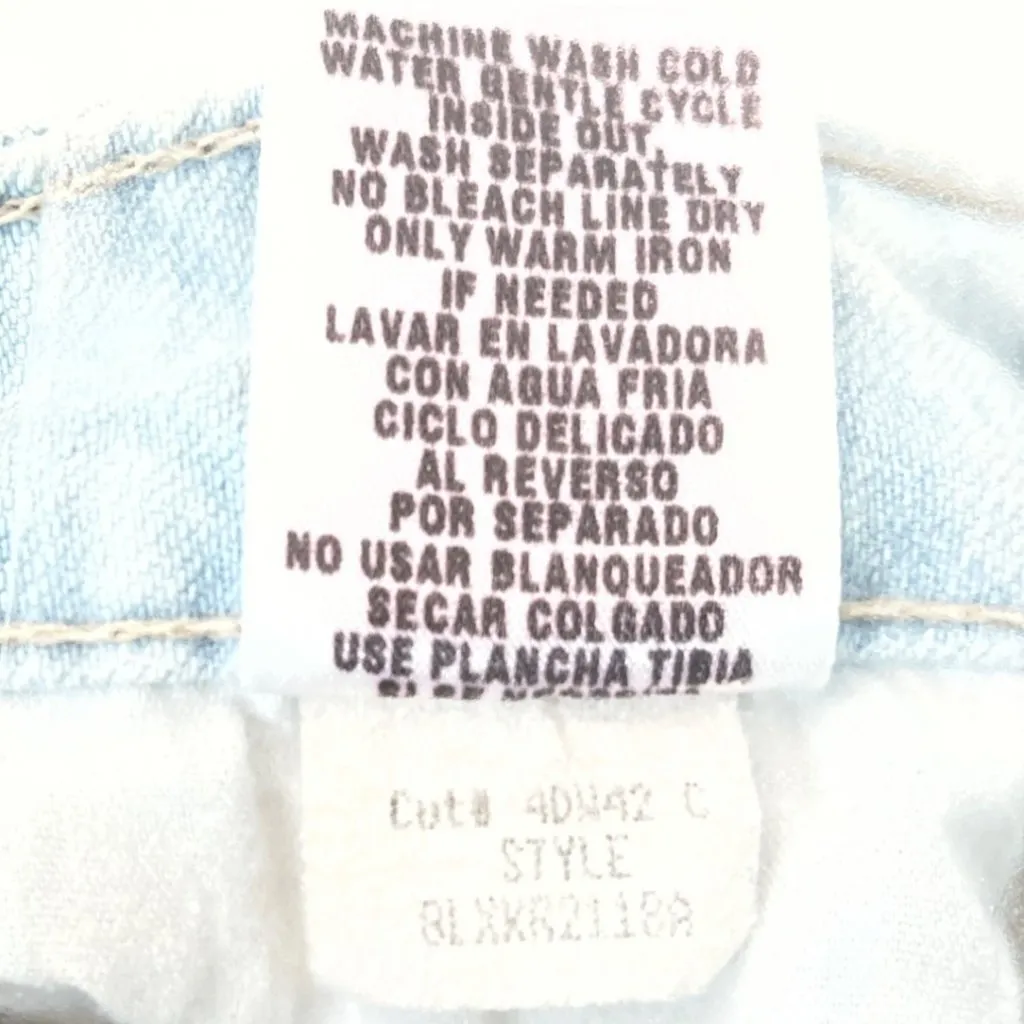 MACHINE WASH COLD
WATER GENTLE CYCLE
INSIDE OUT,
WASH SEPARATELY
NO BLEACH LINE DRY
ONLY WARM IRON
IF NEEDED
LAVAR EN LAVADORA
CON AGUA FRIA
CICLO DELICADO
AL REVERSO
POR SEPARADO
NO USAR BLANQUEADOR
SECAR COLGADO
USE PLANCHA TIBIA
Cut# 4DW42 C
STYLE